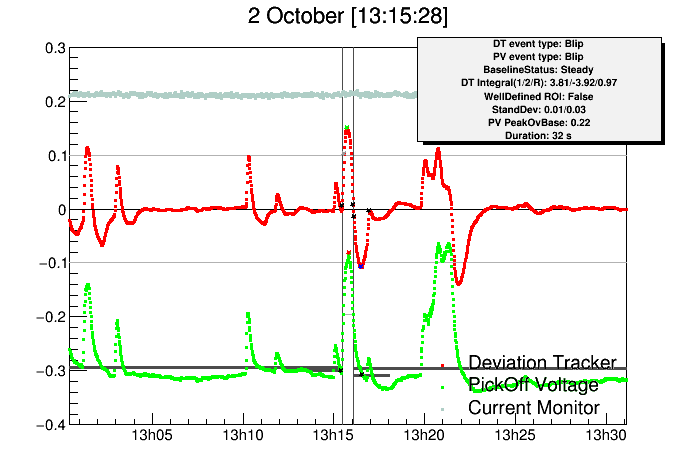 2 October [13:15:28]
DT event type: Blip
PV event type: Blip
BaselineStatus: Steady
DT Integral(1/2/R): 3.81/-3.92/0.97
WellDefined ROI: False
StandDev: 0.01/0.03
PV PeakOvBase: 0.22
Duration: 32 s
0.3
0.2
0.1
0
−0.1
−0.2
−0.3
−0.4
Deviation Tracker
PickOff Voltage
Current Monitor
13h05
13h10
13h15
13h20
13h25
13h30